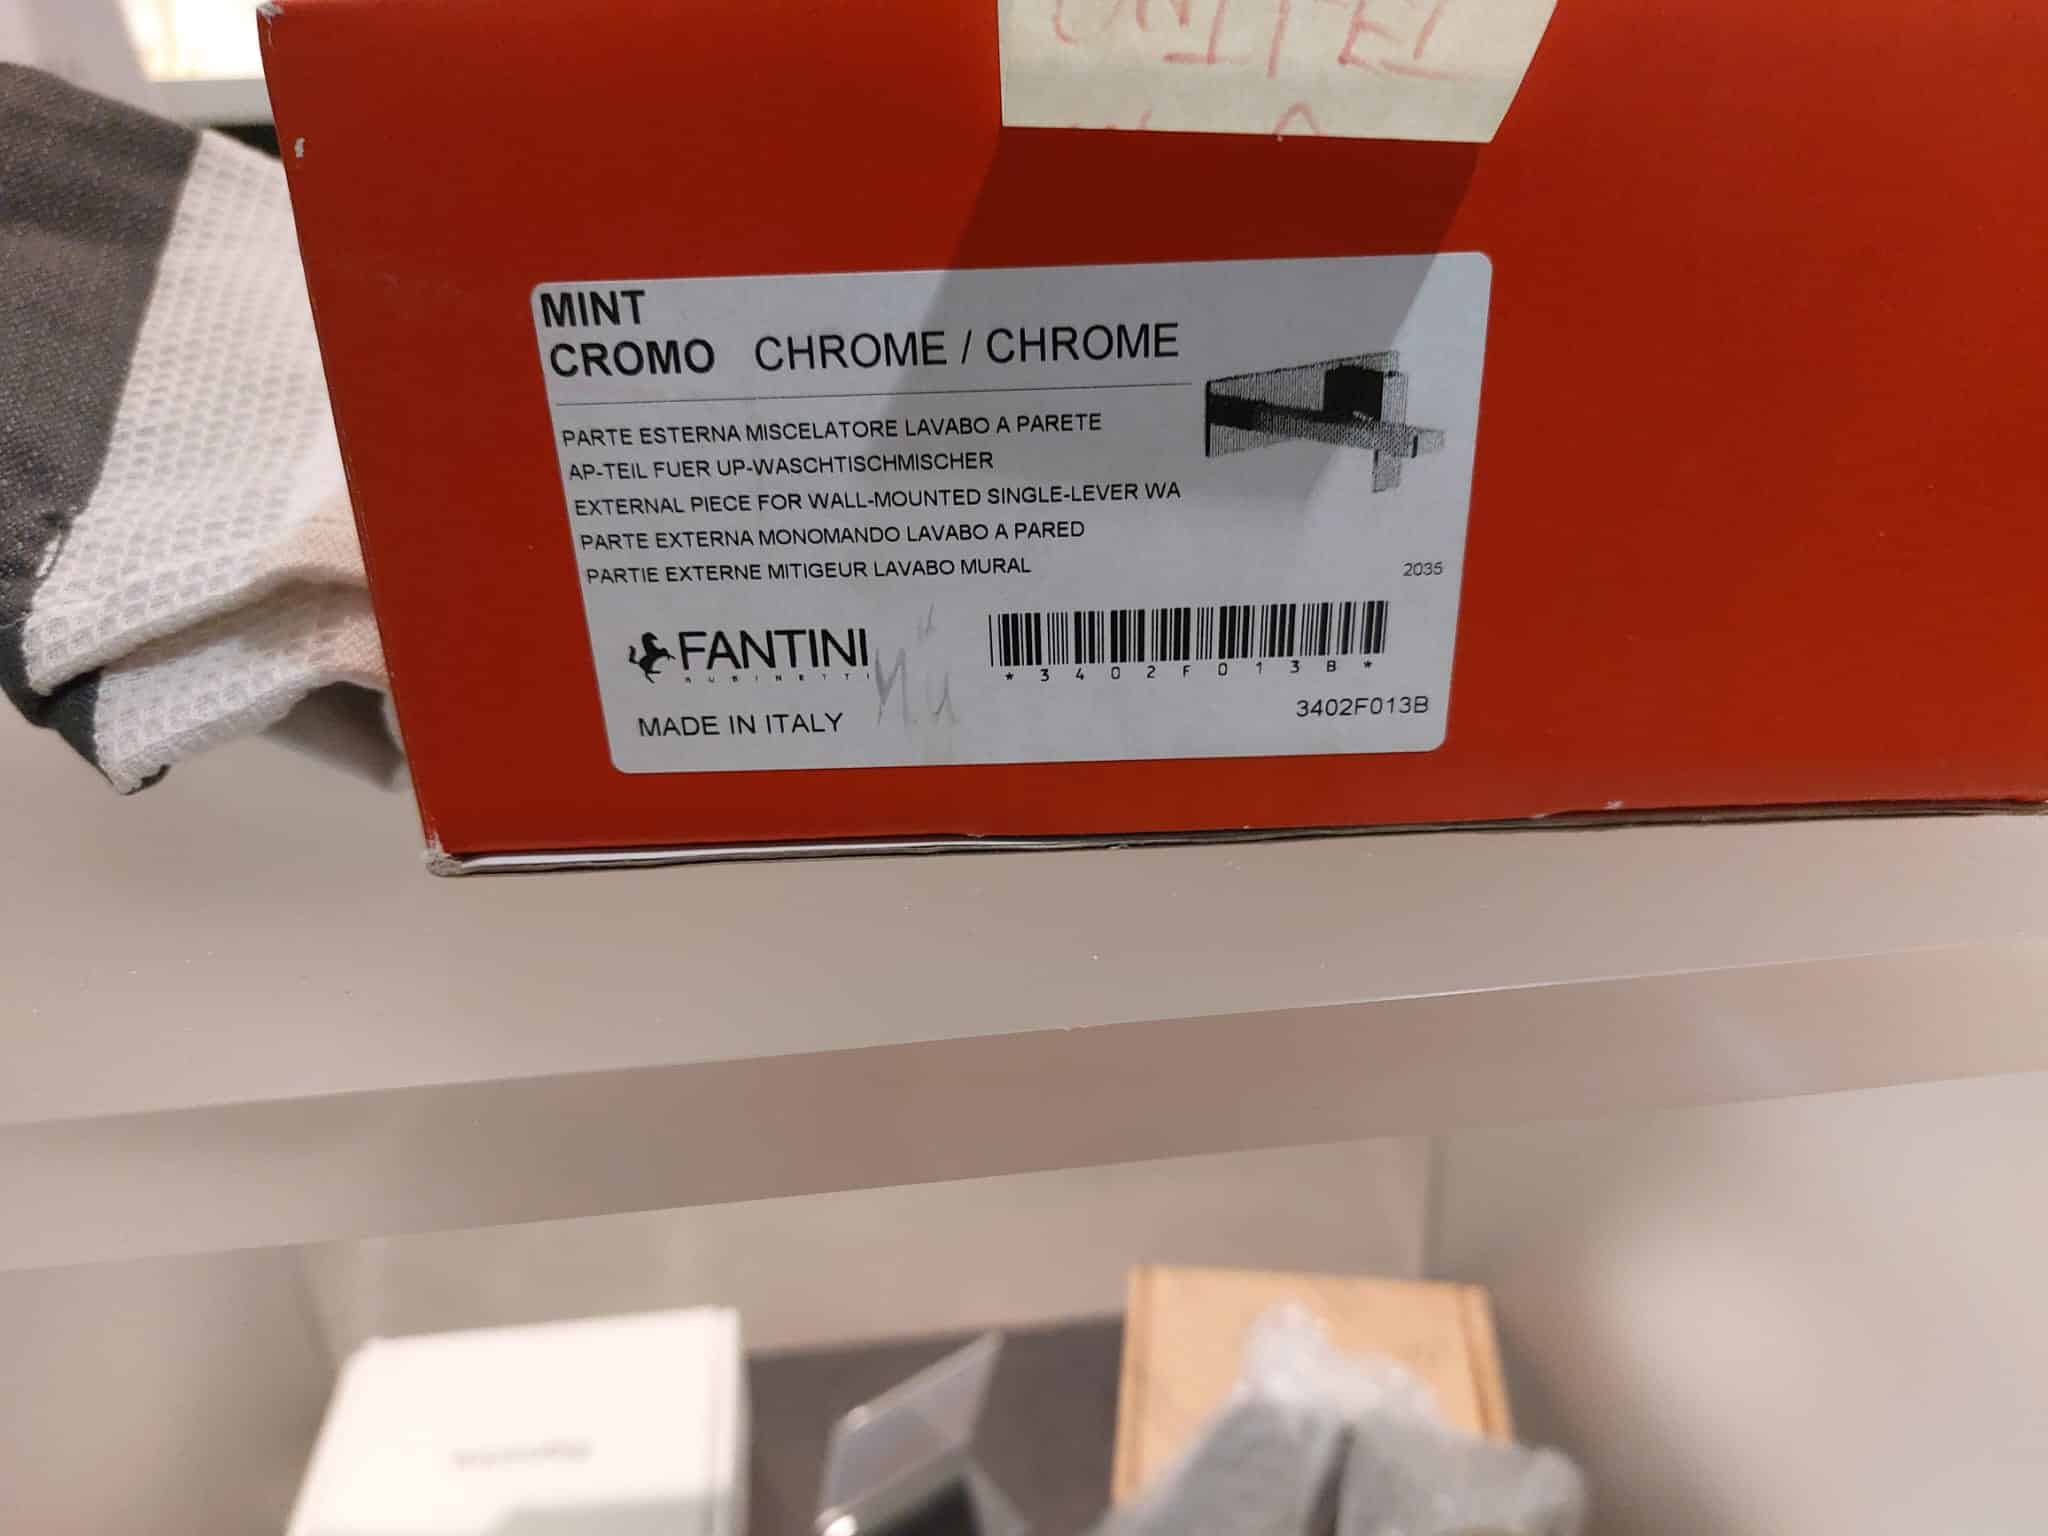 MINT
CROMO CHROME / CHROME
PARTE ESTERNA MISCELATORE LAVABO A PARETE
AP-TEIL FUER UP-WASCHTISCHMISCHER
EXTERNAL PIECE FOR WALL-MOUNTED SINGLE-LEVER WA
PARTE EXTERNA MONOMANDO LAVABO A PARED
PARTIE EXTERNE MITIGEUR LAVABO MURAL
2035
FANTINI
RUBINETTI
*3402F013B*
MADE IN ITALY
3402F013B